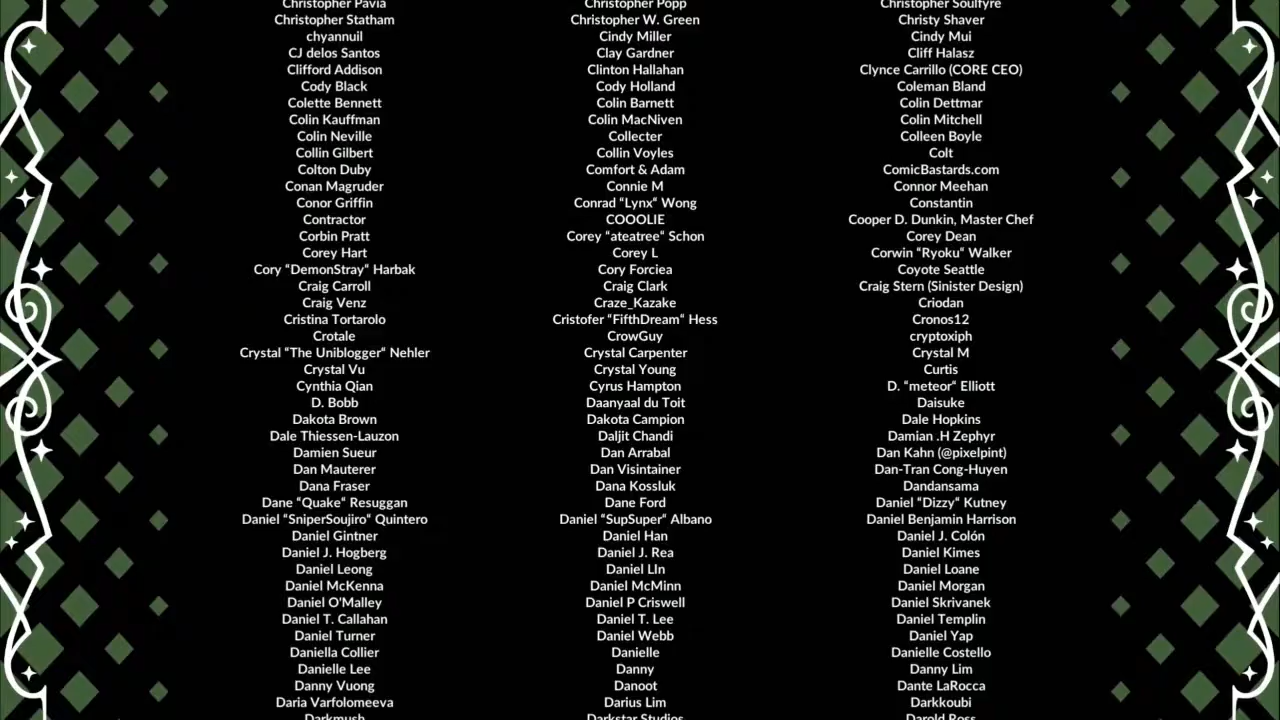 Christopher Pavia Christopher Popp Christopher Soulfyre
Christopher Statham Christopher W. Green Christy Shaver
chyannuil Cindy Miller Cindy Mui
CJ delos Santos Clay Gardner Cliff Halasz
Clifford Addison Clinton Hallahan Clynce Carrillo (CORE CEO)
Cody Black Cody Holland Coleman Bland
Colette Bennett Colin Barnett Colin Dettmar
Colin Kauffman Colin MacNiven Colin Mitchell
Colin Neville Collecter Colleen Boyle
Collin Gilbert Collin Voyles Colt
Colton Duby Comfort & Adam ComicBastards.com
Conan Magruder Connie M Connor Meehan
Conor Griffin Conrad “Lynx“ Wong Constantin
Contractor COOOLIE Cooper D. Dunkin, Master Chef
Corbin Pratt Corey “ateatree“ Schon Corey Dean
Corey Hart Corey L Corwin “Ryoku“ Walker
Cory “DemonStray“ Harbak Cory Forciea Coyote Seattle
Craig Carroll Craig Clark Craig Stern (Sinister Design)
Craig Venz Craze_Kazake Criodan
Cristina Tortarolo Cristofer “FifthDream“ Hess Cronos12
Crotale CrowGuy cryptoxiph
Crystal “The Uniblogger“ Nehler Crystal Carpenter Crystal M
Crystal Vu Crystal Young Curtis
Cynthia Qian Cyrus Hampton D. “meteor“ Elliott
D. Bobb Daanyaal du Toit Daisuke
Dakota Brown Dakota Campion Dale Hopkins
Dale Thiessen-Lauzon Daljit Chandi Damian .H Zephyr
Damien Sueur Dan Arrabal Dan Kahn (@pixelpint)
Dan Mauterer Dan Visintainer Dan-Tran Cong-Huyen
Dana Fraser Dana Kossluk Dandansama
Dane “Quake“ Resuggan Dane Ford Daniel “Dizzy“ Kutney
Daniel “SniperSoujiro“ Quintero Daniel “SupSuper“ Albano Daniel Benjamin Harrison
Daniel Gintner Daniel Han Daniel J. Colón
Daniel J. Hogberg Daniel J. Rea Daniel Kimes
Daniel Leong Daniel LIn Daniel Loane
Daniel McKenna Daniel McMinn Daniel Morgan
Daniel O'Malley Daniel P Criswell Daniel Skrivanek
Daniel T. Callahan Daniel T. Lee Daniel Templin
Daniel Turner Daniel Webb Daniel Yap
Daniella Collier Danielle Danielle Costello
Danielle Lee Danny Danny Lim
Danny Vuong Danoot Dante LaRocca
Daria Varfolomeeva Darius Lim Darkkoubi
Darkmush Darkstar Studios Darold Ross